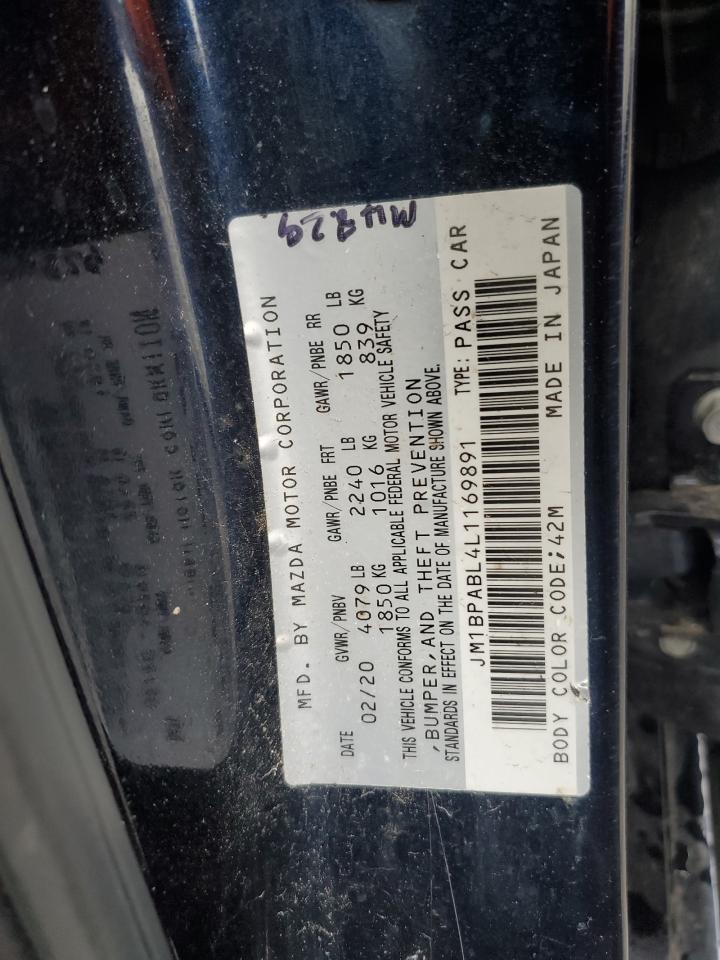 MFD. BY MAZDA MOTOR CORPORATION
DATE GVWR/PNBV GAWR/PNBE FRT GAWR/PNBE RR
02/20 4079 LB 2240 LB 1850 LB
1850 KG 1016 KG 839 KG
THIS VEHICLE CONFORMS TO ALL APPLICABLE FEDERAL MOTOR VEHICLE SAFETY
,BUMPER,AND THEFT PREVENTION
STANDARDS IN EFFECT ON THE DATE OF MANUFACTURE SHOWN ABOVE.
JM1BPABL4L1169891 TYPE: PASS CAR
BODY COLOR CODE;42M MADE IN JAPAN